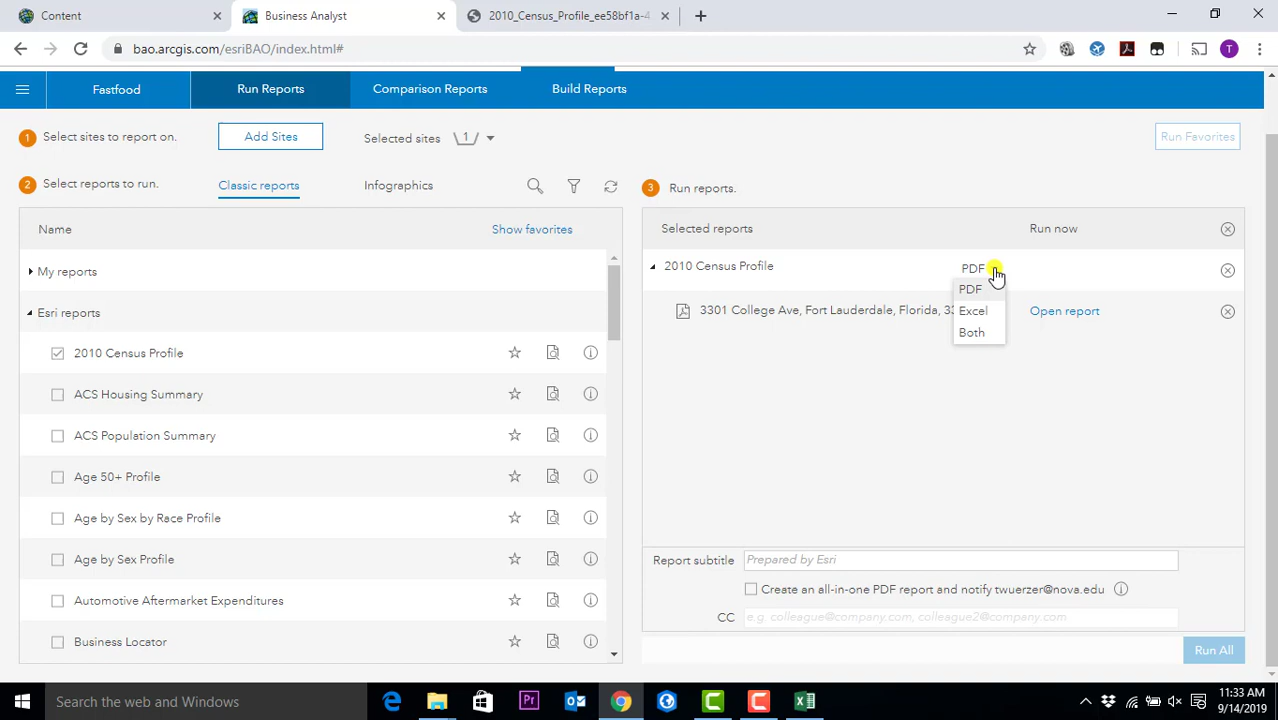 Content
Business Analyst
2010_Census_Profile_ee58bf1a-4
bao.arcgis.com/esriBAO/index.html#
T
Fastfood
Run Reports
Comparison Reports
Build Reports
1 Select sites to report on.
Add Sites
Selected sites 1
Run Favorites
2 Select reports to run.
Classic reports
Infographics
3 Run reports.
Name
Show favorites
Selected reports
Run now
My reports
2010 Census Profile
PDF
PDF
Excel
Both
Esri reports
3301 College Ave, Fort Lauderdale, Florida, 33
Open report
2010 Census Profile
ACS Housing Summary
ACS Population Summary
Age 50+ Profile
Age by Sex by Race Profile
Age by Sex Profile
Automotive Aftermarket Expenditures
Business Locator
Report subtitle
Prepared by Esri
Create an all-in-one PDF report and notify twuerzer@nova.edu
CC
e.g. colleague@company.com, colleague2@company.com
Run All
Search the web and Windows
Pr
11:33 AM
9/14/2019